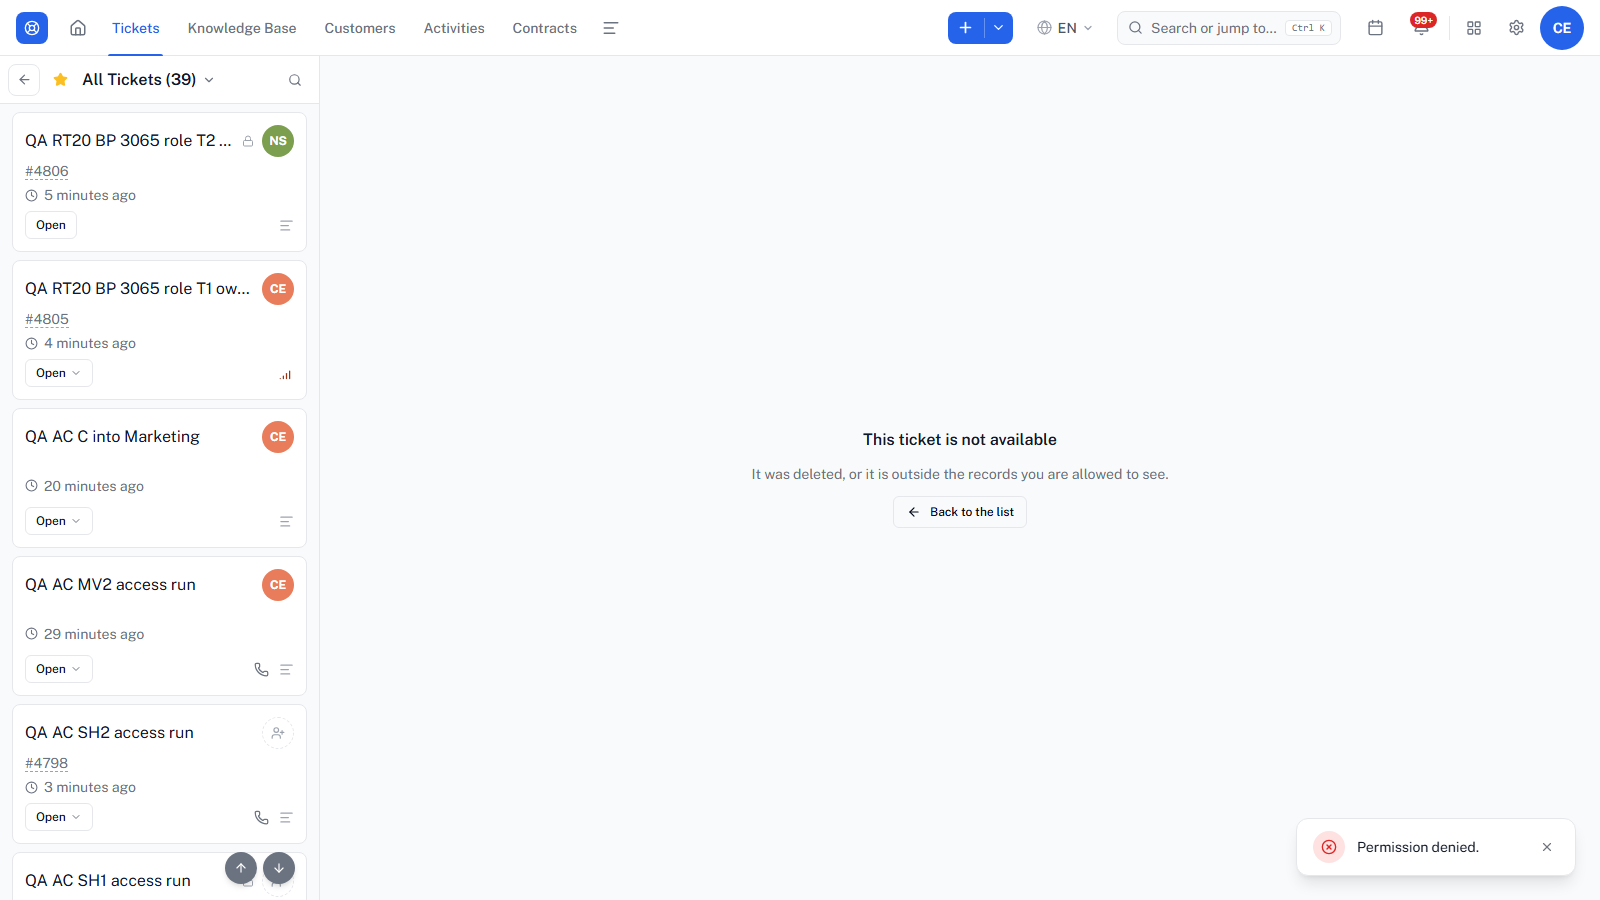 Tickets
Knowledge Base
Customers
Activities
Contracts
EN
Search or jump to...
Ctrl K
99+
CE
All Tickets (39)
QA RT20 BP 3065 role T2 ...
NS
#4806
5 minutes ago
Open
QA RT20 BP 3065 role T1 ow...
CE
#4805
4 minutes ago
Open
QA AC C into Marketing
CE
20 minutes ago
Open
QA AC MV2 access run
CE
29 minutes ago
Open
QA AC SH2 access run
#4798
3 minutes ago
Open
QA AC SH1 access run
This ticket is not available
It was deleted, or it is outside the records you are allowed to see.
Back to the list
Permission denied.